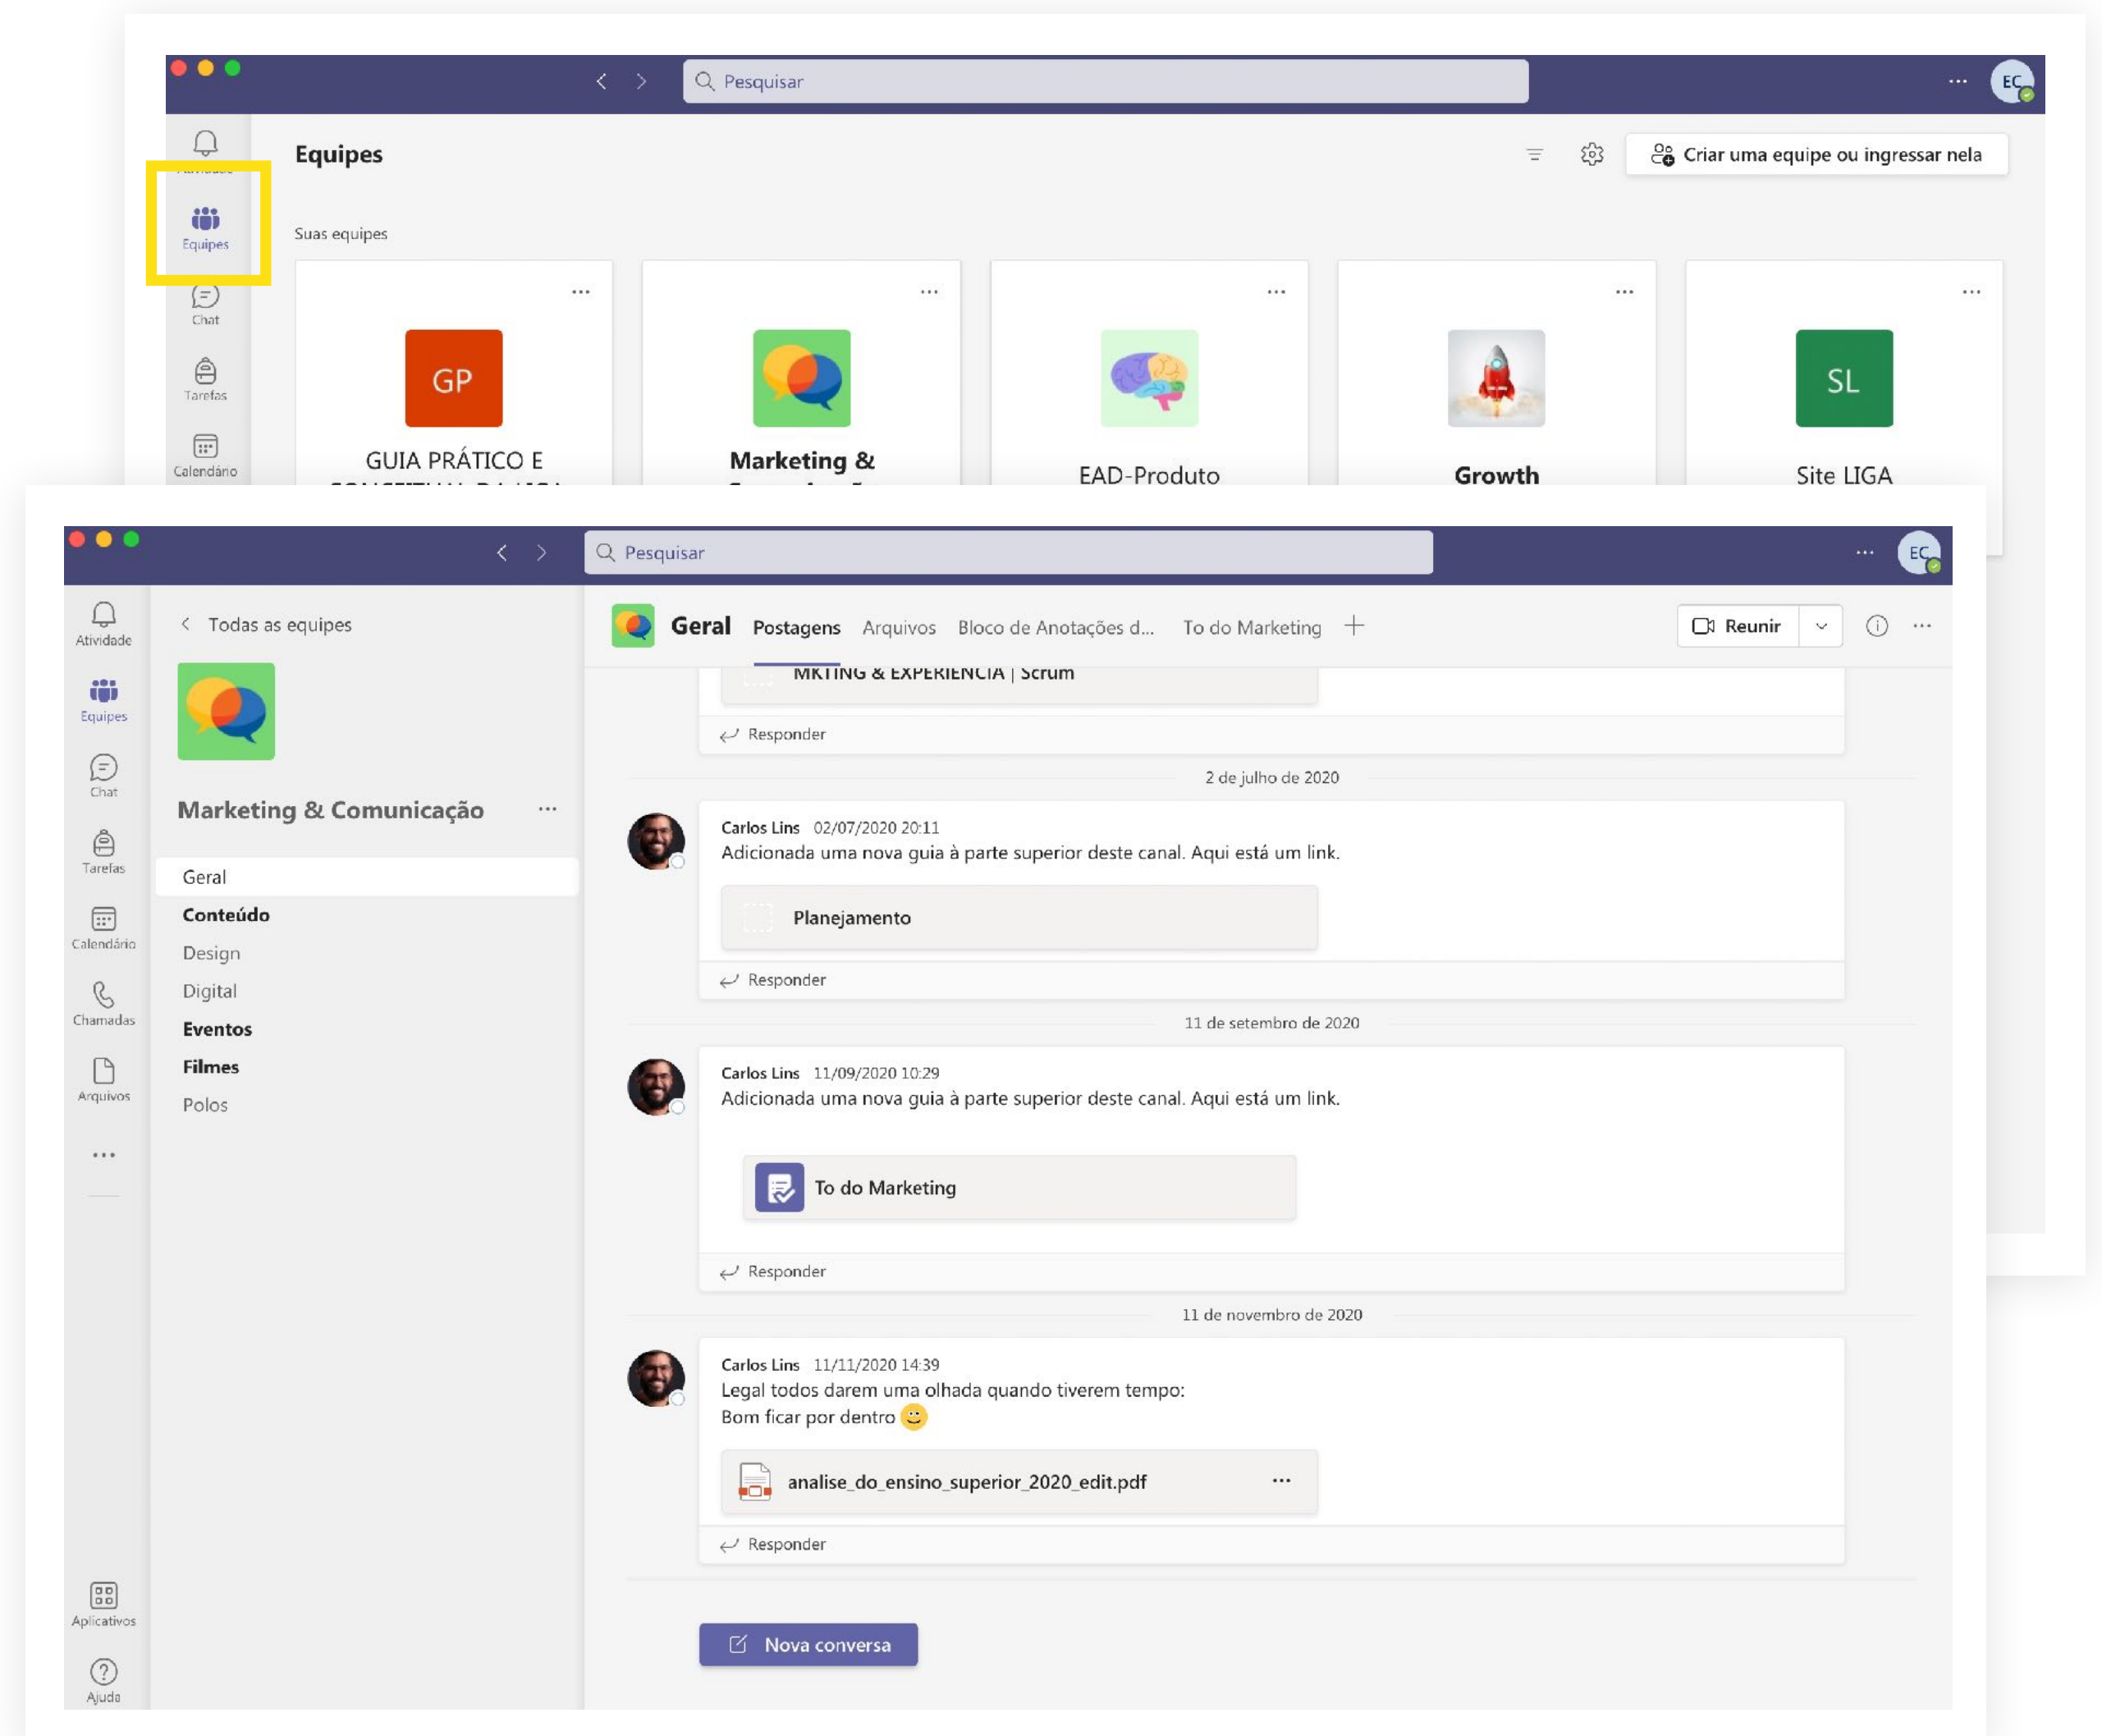 Pesquisar
EC
Equipes
Criar uma equipe ou ingressar nela
Equipes
Suas equipes
Chat
Tarefas
Calendário
GP
SL
GUIA PRÁTICO E
Marketing &
EAD-Produto
Growth
Site LIGA
Pesquisar
EC
Atividade
Equipes
Chat
Tarefas
Calendário
Chamadas
Arquivos
Aplicativos
Ajuda
Todas as equipes
Marketing & Comunicação
Geral
Conteúdo
Design
Digital
Eventos
Filmes
Polos
Geral Postagens Arquivos Bloco de Anotações d... To do Marketing
Reunir
MKTING & EXPERIENCIA | Scrum
Responder
2 de julho de 2020
Carlos Lins 02/07/2020 20:11
Adicionada uma nova guia à parte superior deste canal. Aqui está um link.
Planejamento
Responder
11 de setembro de 2020
Carlos Lins 11/09/2020 10:29
Adicionada uma nova guia à parte superior deste canal. Aqui está um link.
To do Marketing
Responder
11 de novembro de 2020
Carlos Lins 11/11/2020 14:39
Legal todos darem uma olhada quando tiverem tempo:
Bom ficar por dentro
analise_do_ensino_superior_2020_edit.pdf
Responder
Nova conversa